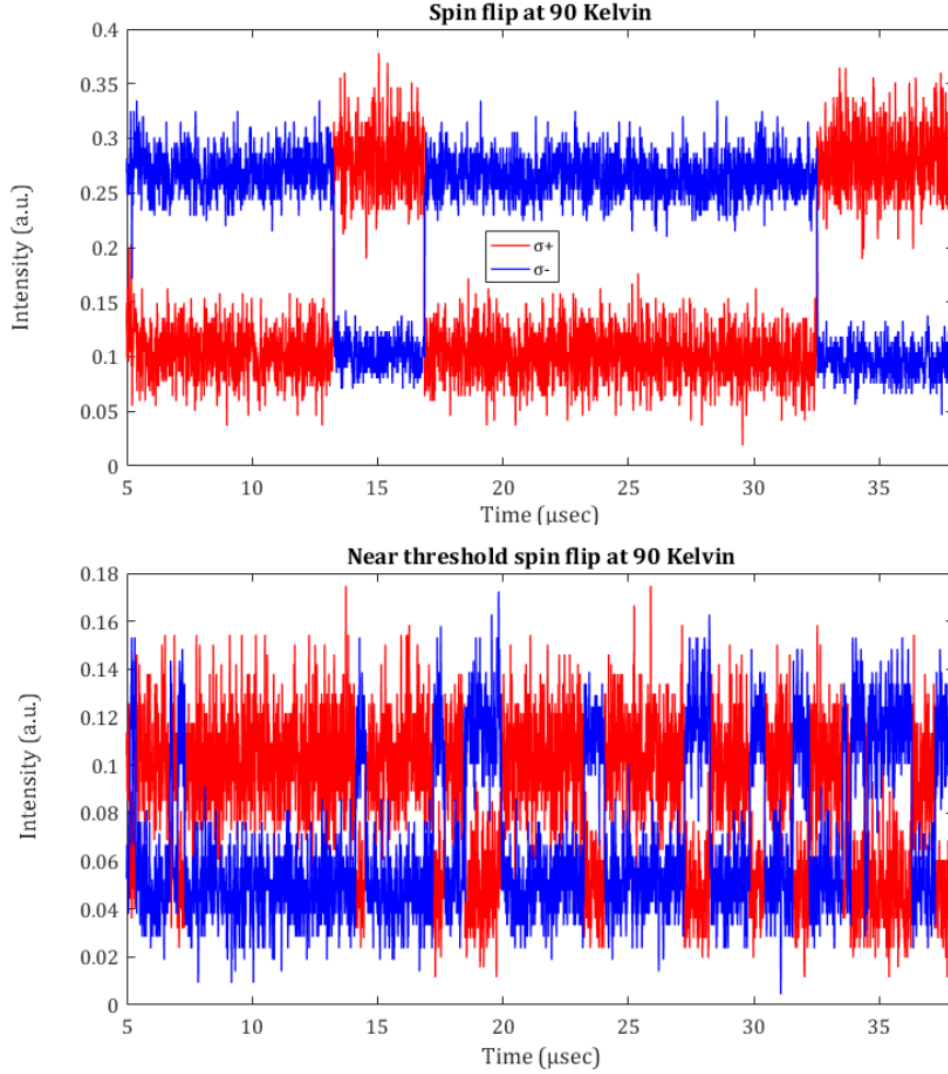 Spin flip at 90 Kelvin
0.4
0.35
0.3
0.25
0.2
0.15
0.1
0.05
0
Intensity (a.u.)
σ+
σ-
5 10 15 20 25 30 35
Time (µsec)
Near threshold spin flip at 90 Kelvin
0.18
0.16
0.14
0.12
0.1
0.08
0.06
0.04
0.02
0
Intensity (a.u.)
5 10 15 20 25 30 35
Time (µsec)